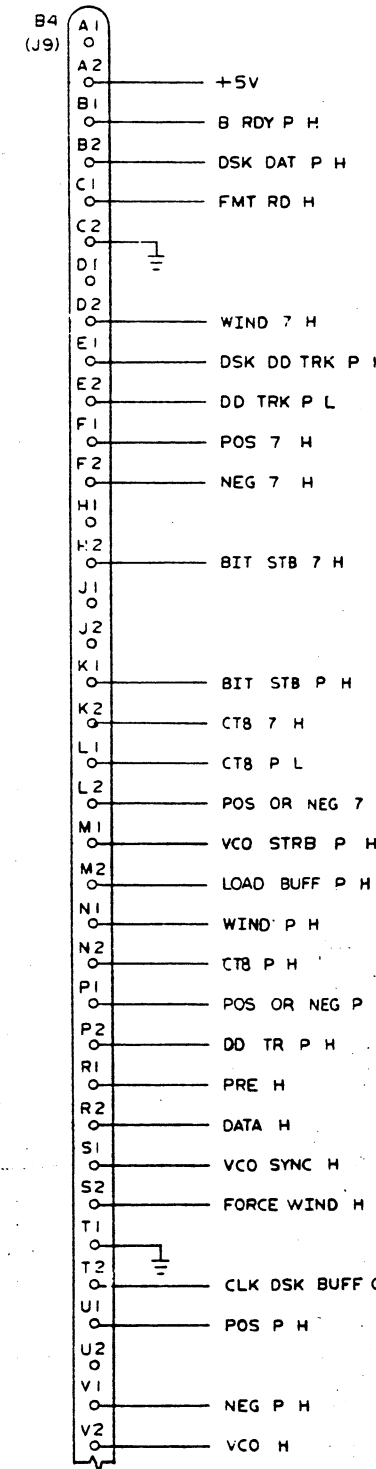 B4
(J9)
A1
A2 +5V
B1 B RDY P H
B2 DSK DAT P H
C1 FMT RD H
C2
D1
D2 WIND 7 H
E1 DSK DD TRK P H
E2 DD TRK P L
F1 POS 7 H
F2 NEG 7 H
H1
H2 BIT STB 7 H
J1
J2
K1 BIT STB P H
K2 CT8 7 H
L1 CT8 P L
L2 POS OR NEG 7
M1 VCO STRB P H
M2 LOAD BUFF P H
N1 WIND P H
N2 CT8 P H
P1 POS OR NEG P
P2 DD TR P H
R1 PRE H
R2 DATA H
S1 VCO SYNC H
S2 FORCE WIND H
T1
T2 CLK DSK BUFF
U1 POS P H
U2
V1 NEG P H
V2 VCO H